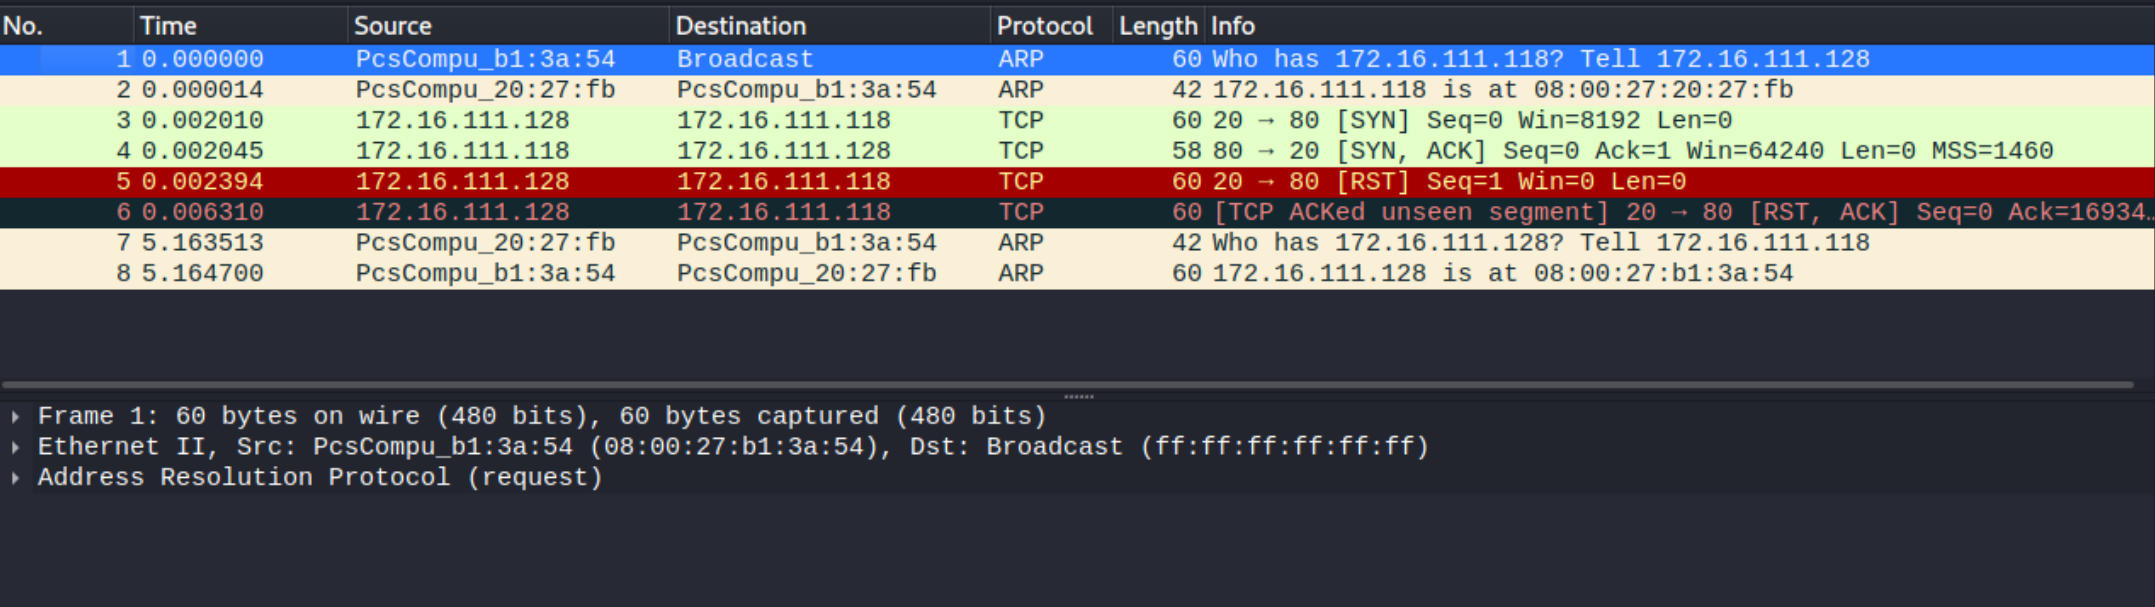 No. Time Source Destination Protocol Length Info
1 0.000000 PcsCompu_b1:3a:54 Broadcast ARP 60 Who has 172.16.111.118? Tell 172.16.111.128
2 0.000014 PcsCompu_20:27:fb PcsCompu_b1:3a:54 ARP 42 172.16.111.118 is at 08:00:27:20:27:fb
3 0.002010 172.16.111.128 172.16.111.118 TCP 60 20 → 80 [SYN] Seq=0 Win=8192 Len=0
4 0.002045 172.16.111.118 172.16.111.128 TCP 58 80 → 20 [SYN, ACK] Seq=0 Ack=1 Win=64240 Len=0 MSS=1460
5 0.002394 172.16.111.128 172.16.111.118 TCP 60 20 → 80 [RST] Seq=1 Win=0 Len=0
6 0.006310 172.16.111.128 172.16.111.118 TCP 60 [TCP ACKed unseen segment] 20 → 80 [RST, ACK] Seq=0 Ack=16934…
7 5.163513 PcsCompu_20:27:fb PcsCompu_b1:3a:54 ARP 42 Who has 172.16.111.128? Tell 172.16.111.118
8 5.164700 PcsCompu_b1:3a:54 PcsCompu_20:27:fb ARP 60 172.16.111.128 is at 08:00:27:b1:3a:54
Frame 1: 60 bytes on wire (480 bits), 60 bytes captured (480 bits)
Ethernet II, Src: PcsCompu_b1:3a:54 (08:00:27:b1:3a:54), Dst: Broadcast (ff:ff:ff:ff:ff:ff)
Address Resolution Protocol (request)